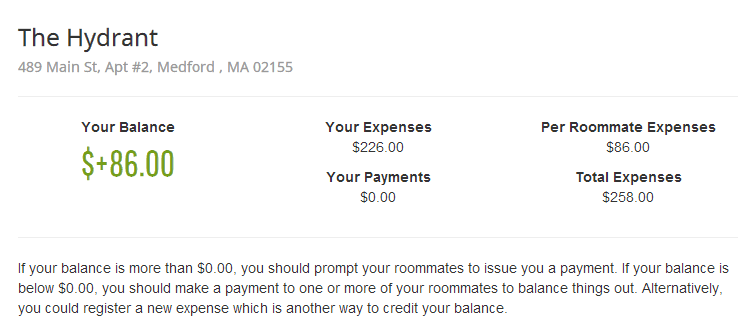 The Hydrant
489 Main St, Apt #2, Medford , MA 02155
Your Balance
$+86.00
Your Expenses
$226.00
Your Payments
$0.00
Per Roommate Expenses
$86.00
Total Expenses
$258.00
If your balance is more than $0.00, you should prompt your roommates to issue you a payment. If your balance is
below $0.00, you should make a payment to one or more of your roommates to balance things out. Alternatively,
you could register a new expense which is another way to credit your balance.